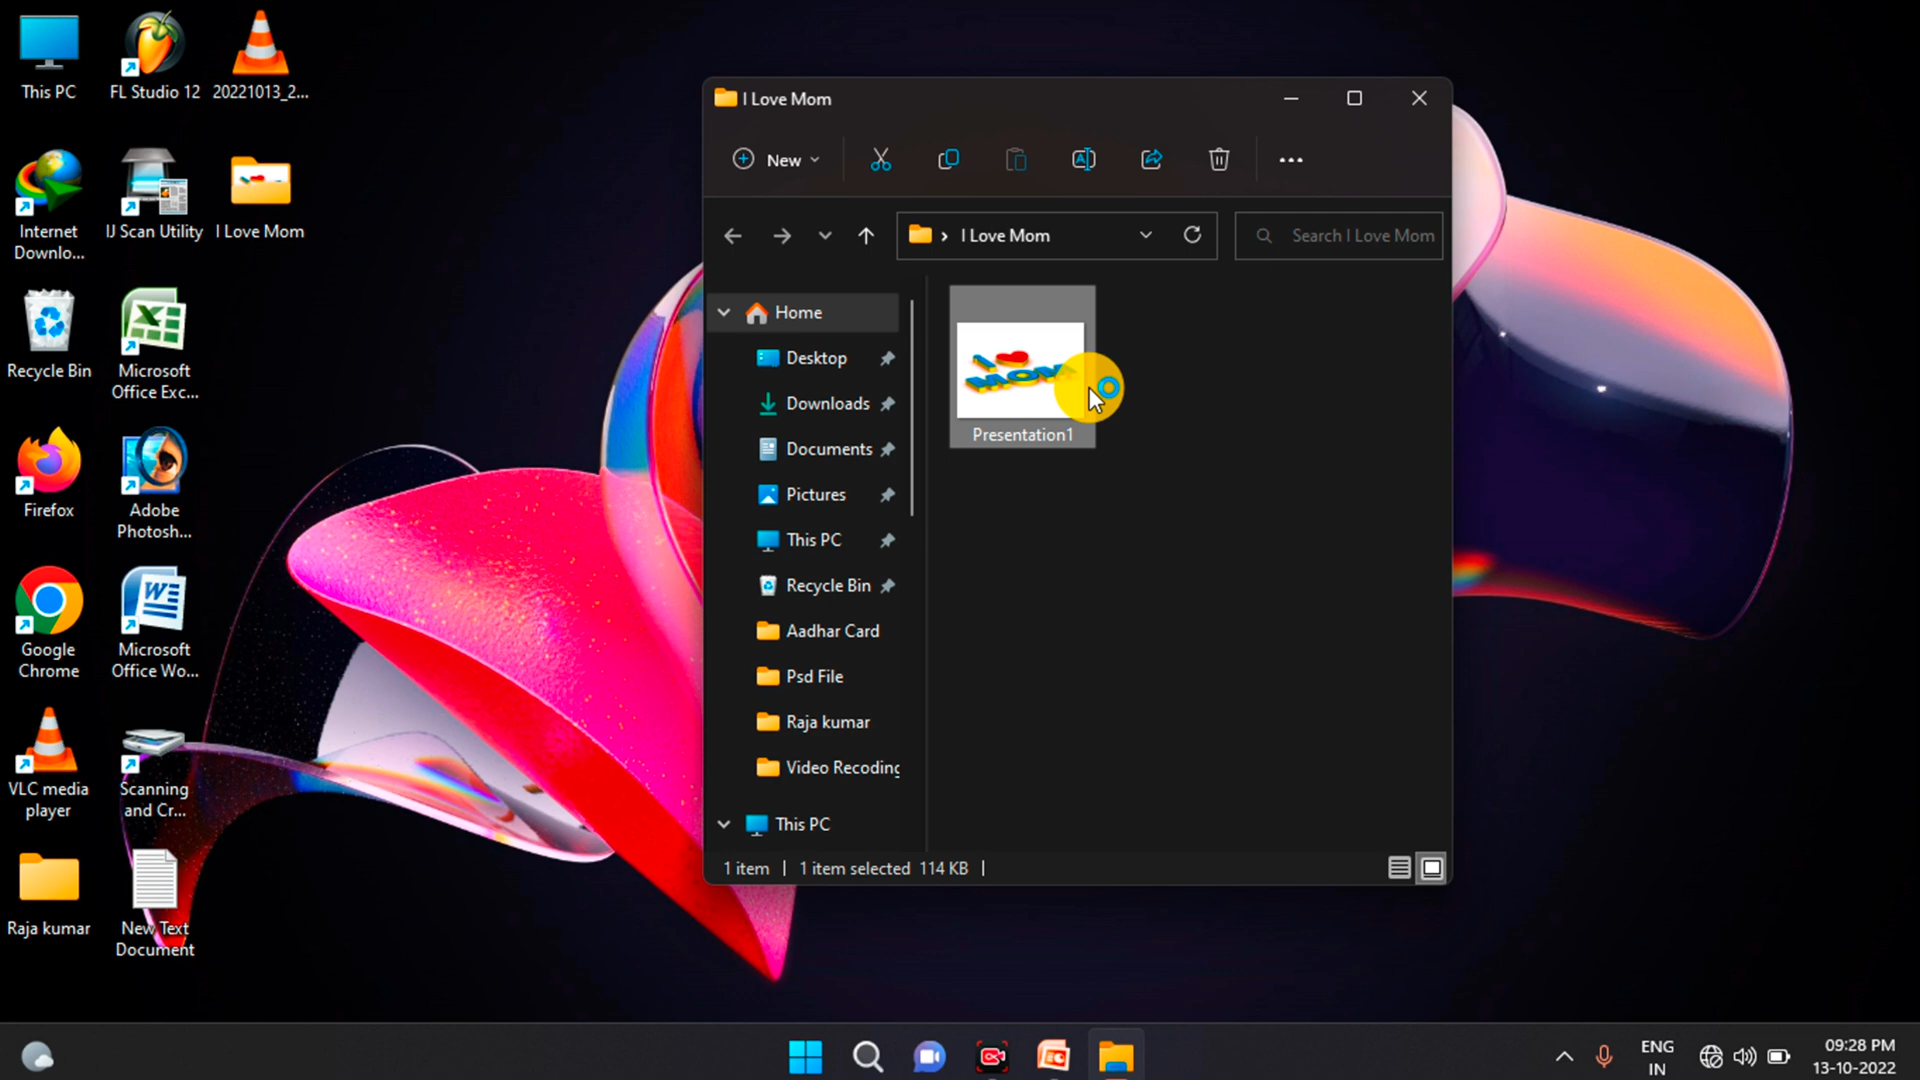 This PC
FL Studio 12
20221013_2...
Internet
Downlo...
IJ Scan Utility
I Love Mom
Recycle Bin
Microsoft
Office Exc...
Firefox
Adobe
Photosh...
Google
Chrome
Microsoft
Office Wo...
VLC media
player
Scanning
and Cr...
Raja kumar
New Text
Document
I Love Mom
New
I Love Mom
Search I Love Mom
Home
Desktop
Downloads
Documents
Pictures
This PC
Recycle Bin
Aadhar Card
Psd File
Raja kumar
Video Recoding
This PC
I
MOM
Presentation1
1 item
1 item selected 114 KB
ENG
IN
09:28 PM
13-10-2022